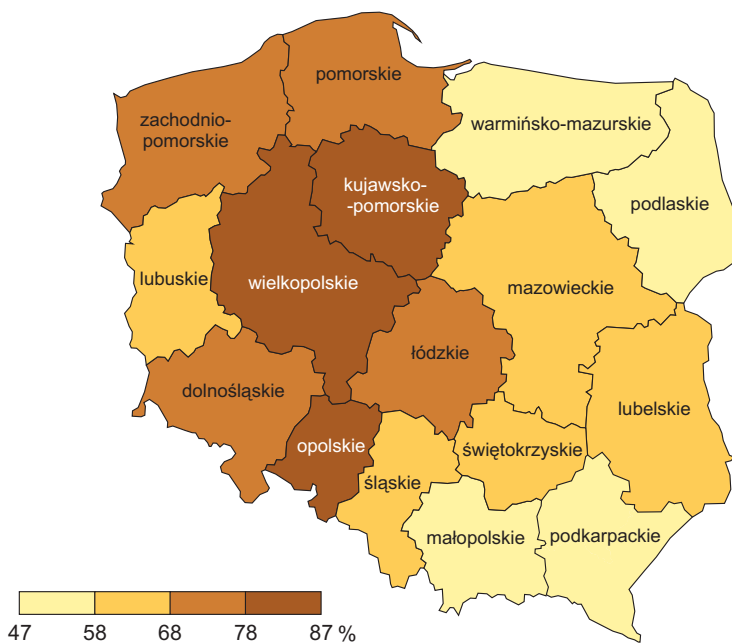 pomorskie
zachodnio-
pomorskie
warmińsko-mazurskie
kujawsko-
-pomorskie
podlaskie
lubuskie
wielkopolskie
mazowieckie
łódzkie
dolnośląskie
lubelskie
opolskie
świętokrzyskie
śląskie
małopolskie
podkarpackie
47 58 68 78 87 %